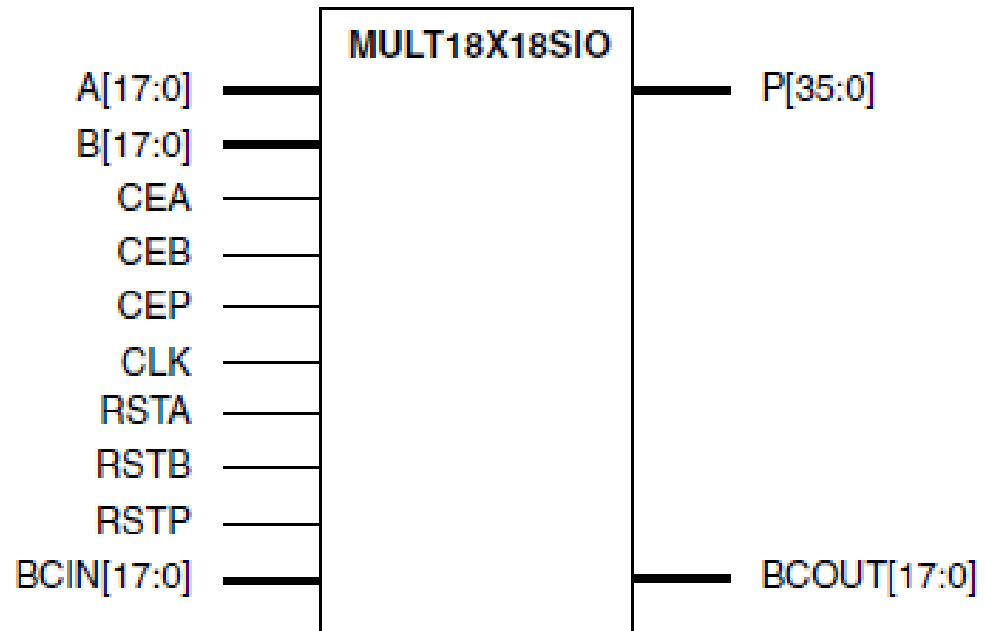 MULT18X18SIO
A[17:0]
P[35:0]
B[17:0]
CEA
CEB
CEP
CLK
RSTA
RSTB
RSTP
BCIN[17:0]
BCOUT[17:0]